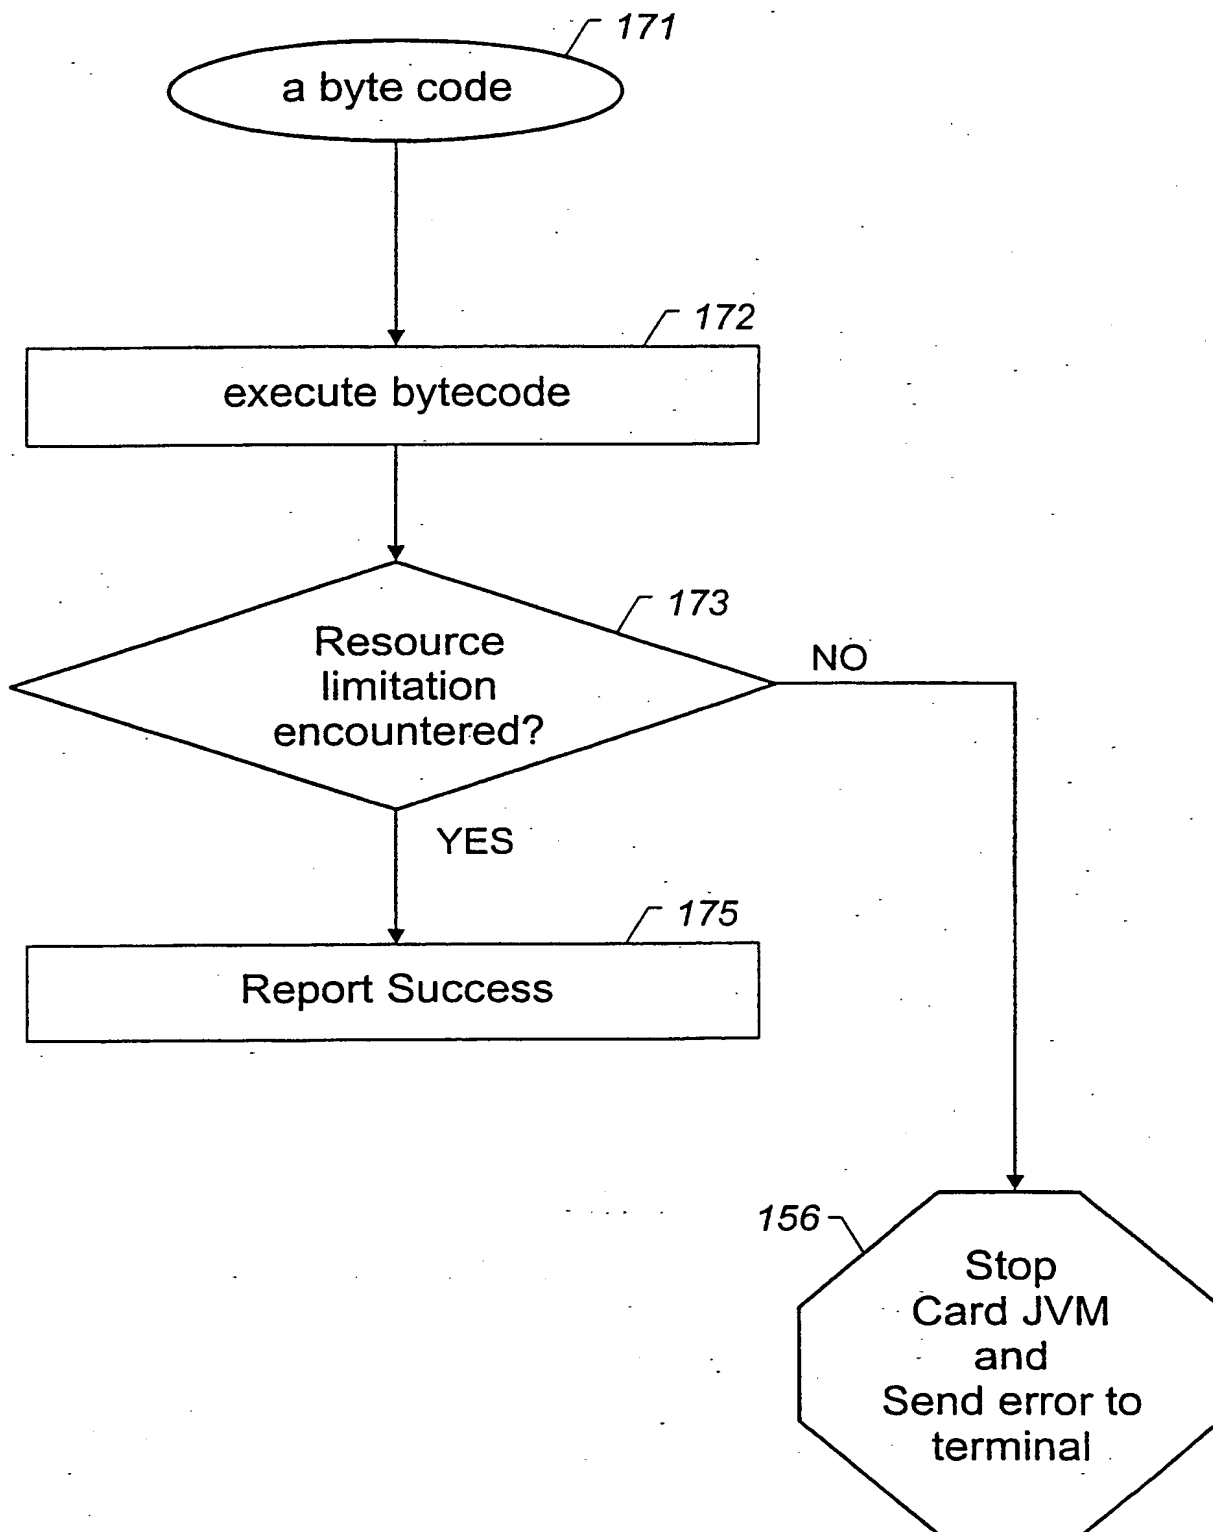 171
a byte code
172
execute bytecode
173
Resource
limitation
encountered?
NO
YES
175
Report Success
156
Stop
Card JVM
and
Send error to
terminal